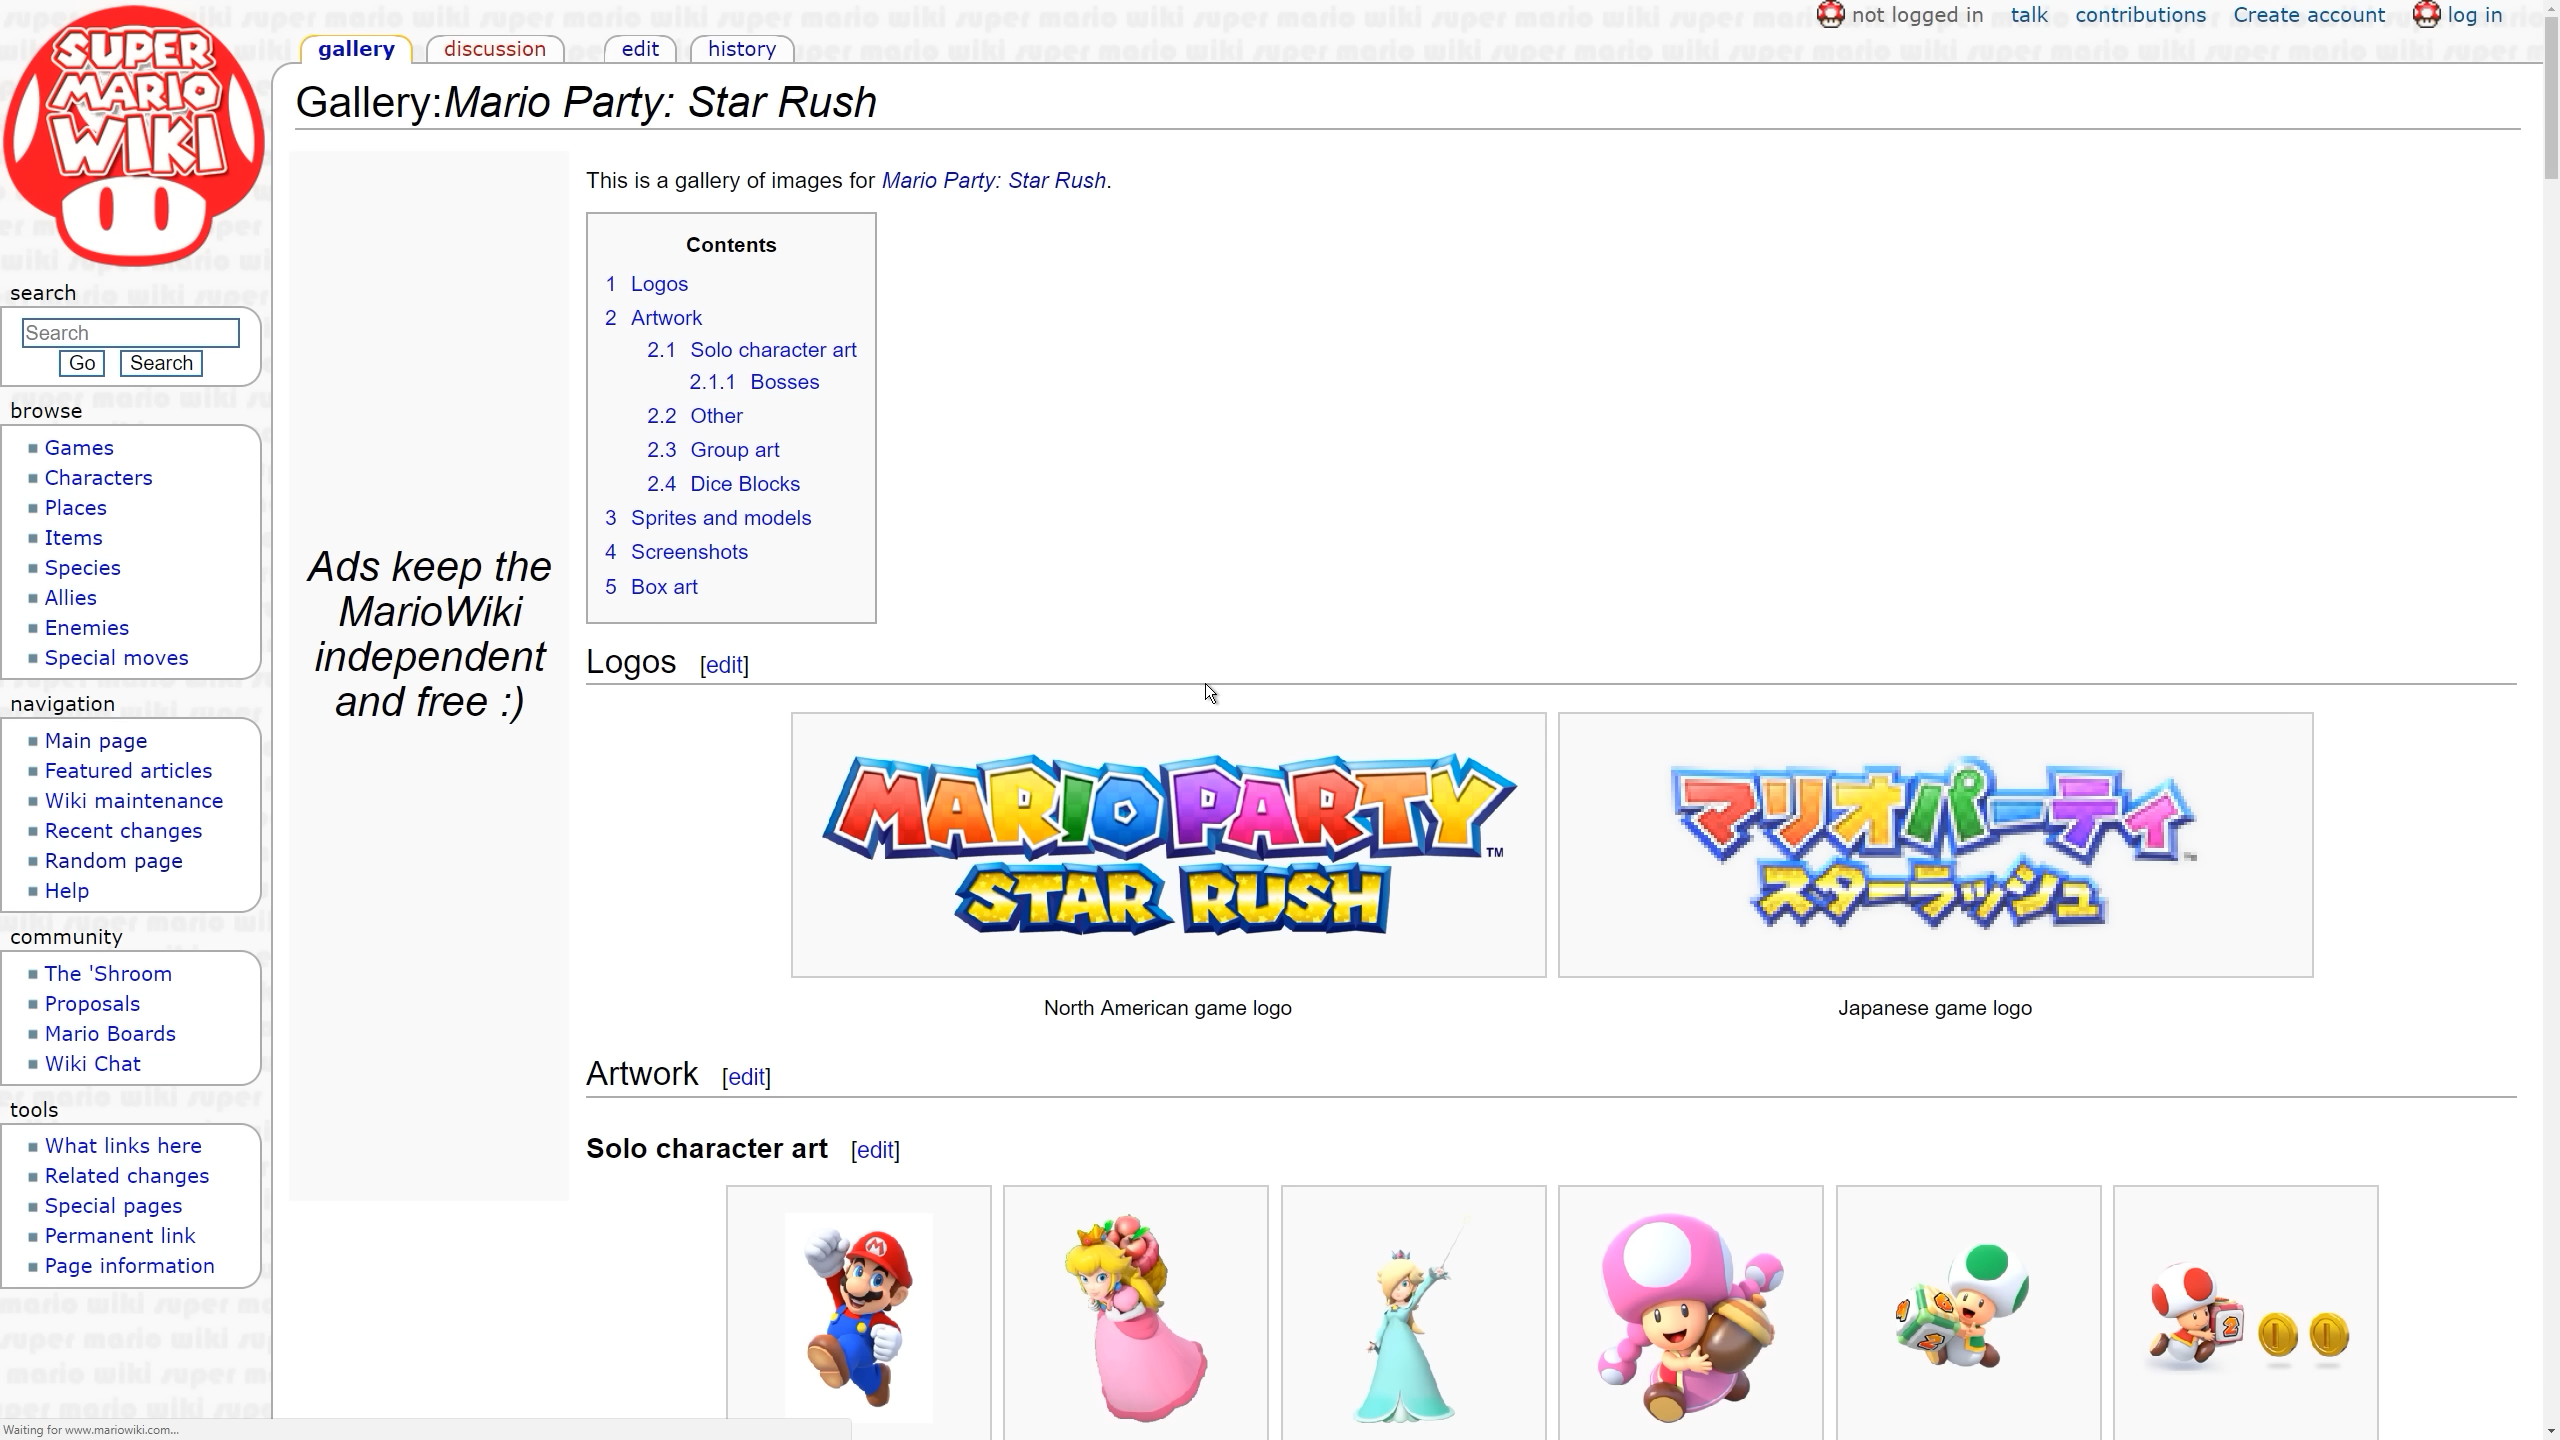 SUPER
MARIO
WIKI
not logged in
talk
contributions
Create account
log in
gallery
discussion
edit
history
Gallery:Mario Party: Star Rush
search
Search
Go
Search
browse
Games
Characters
Places
Items
Species
Allies
Enemies
Special moves
navigation
Main page
Featured articles
Wiki maintenance
Recent changes
Random page
Help
community
The 'Shroom
Proposals
Mario Boards
Wiki Chat
tools
What links here
Related changes
Special pages
Permanent link
Page information
Ads keep the
MarioWiki
independent
and free :)
This is a gallery of images for Mario Party: Star Rush.
Contents
1 Logos
2 Artwork
2.1 Solo character art
2.1.1 Bosses
2.2 Other
2.3 Group art
2.4 Dice Blocks
3 Sprites and models
4 Screenshots
5 Box art
Logos [edit]
MARIO PARTY™
STAR RUSH
North American game logo
マリオパーティ
スターラッシュ
Japanese game logo
Artwork [edit]
Solo character art [edit]
Waiting for www.mariowiki.com...